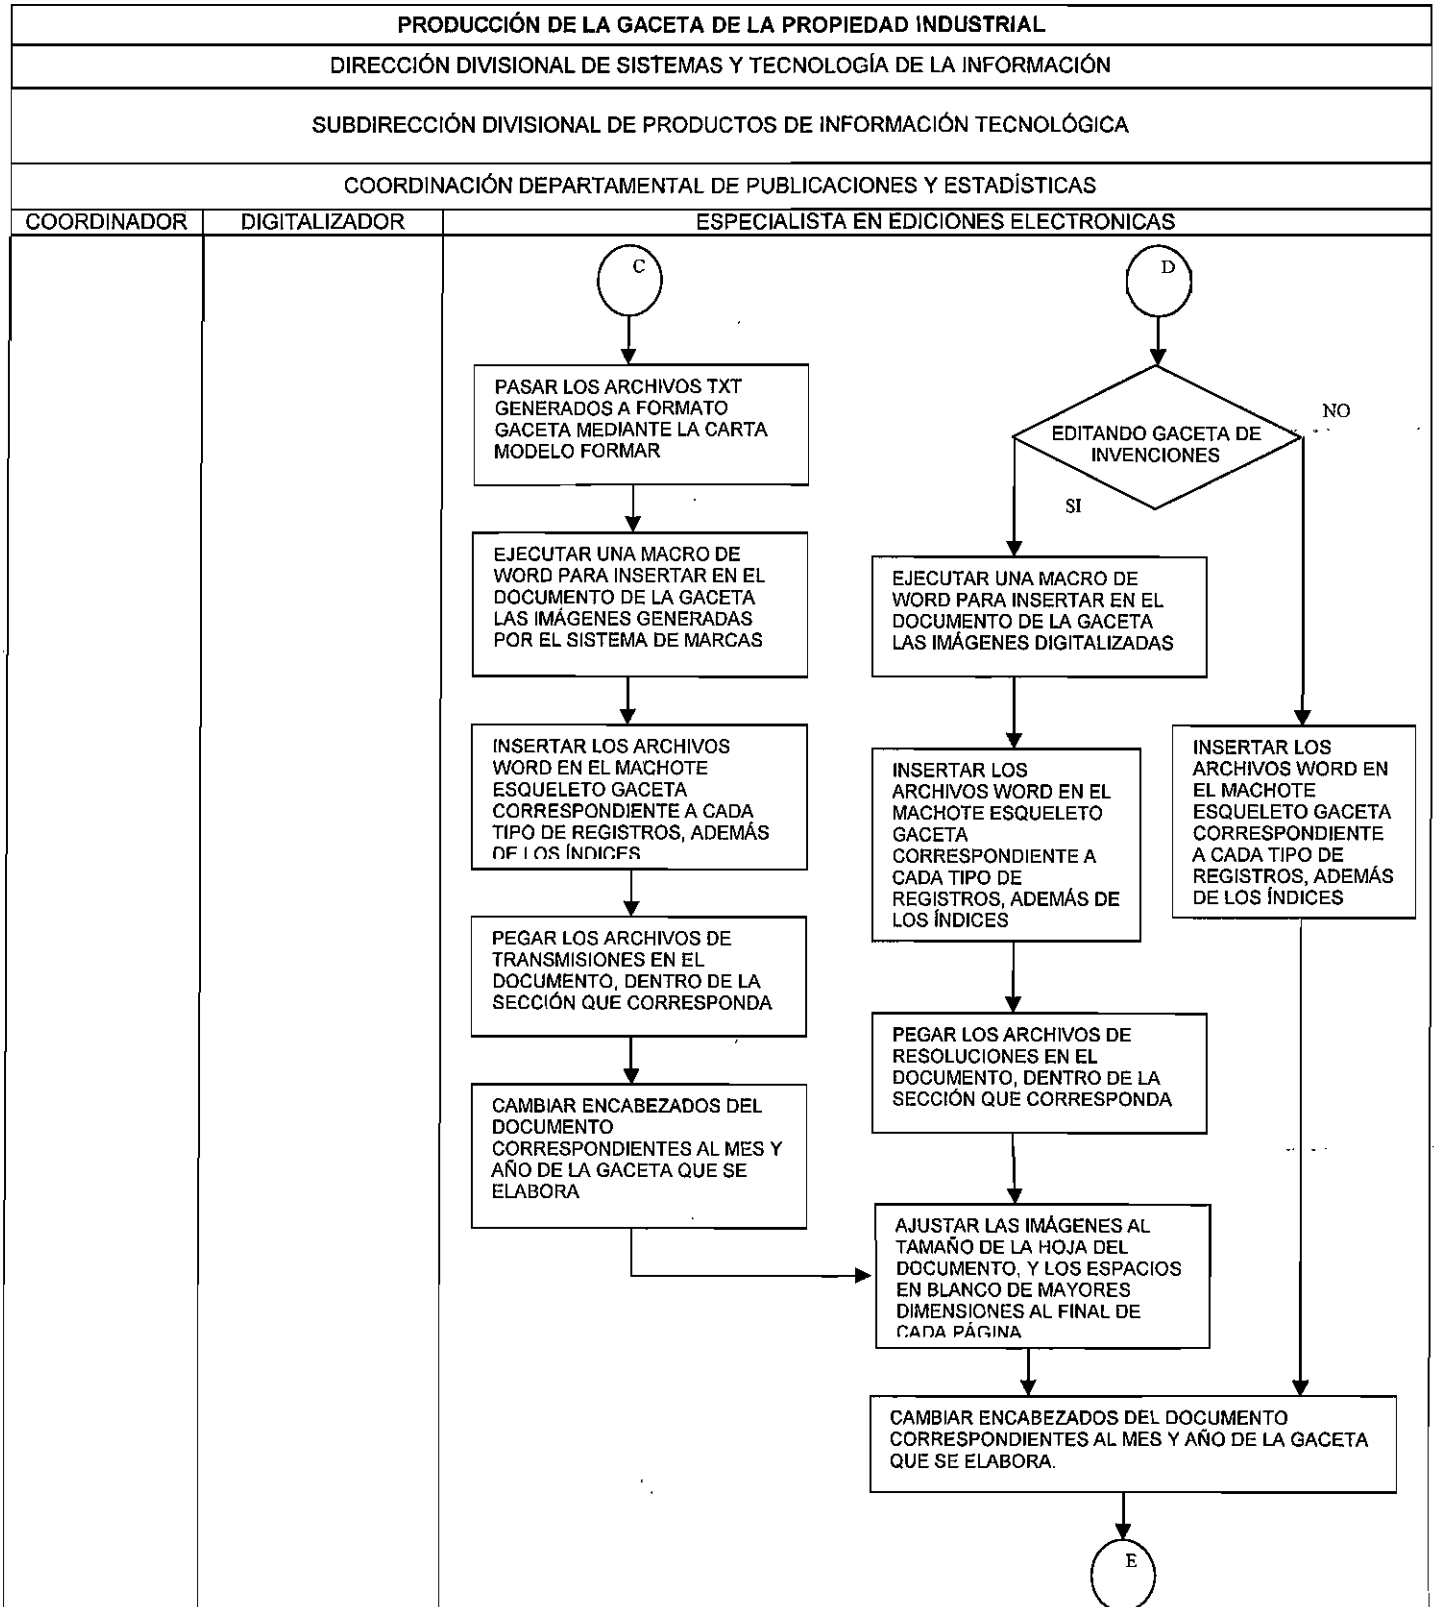 PRODUCCIÓN DE LA GACETA DE LA PROPIEDAD INDUSTRIAL
DIRECCIÓN DIVISIONAL DE SISTEMAS Y TECNOLOGÍA DE LA INFORMACIÓN
SUBDIRECCIÓN DIVISIONAL DE PRODUCTOS DE INFORMACIÓN TECNOLÓGICA
COORDINACIÓN DEPARTAMENTAL DE PUBLICACIONES Y ESTADÍSTICAS
COORDINADOR
DIGITALIZADOR
ESPECIALISTA EN EDICIONES ELECTRONICAS
C
PASAR LOS ARCHIVOS TXT
GENERADOS A FORMATO
GACETA MEDIANTE LA CARTA
MODELO FORMAR
EJECUTAR UNA MACRO DE
WORD PARA INSERTAR EN EL
DOCUMENTO DE LA GACETA
LAS IMÁGENES GENERADAS
POR EL SISTEMA DE MARCAS
INSERTAR LOS ARCHIVOS
WORD EN EL MACHOTE
ESQUELETO GACETA
CORRESPONDIENTE A CADA
TIPO DE REGISTROS, ADEMÁS
DE LOS ÍNDICES
PEGAR LOS ARCHIVOS DE
TRANSMISIONES EN EL
DOCUMENTO, DENTRO DE LA
SECCIÓN QUE CORRESPONDA
CAMBIAR ENCABEZADOS DEL
DOCUMENTO
CORRESPONDIENTES AL MES Y
AÑO DE LA GACETA QUE SE
ELABORA
D
EDITANDO GACETA DE
INVENCIONES
NO
SI
EJECUTAR UNA MACRO DE
WORD PARA INSERTAR EN EL
DOCUMENTO DE LA GACETA
LAS IMÁGENES DIGITALIZADAS
INSERTAR LOS
ARCHIVOS WORD EN EL
MACHOTE ESQUELETO
GACETA
CORRESPONDIENTE A
CADA TIPO DE
REGISTROS, ADEMÁS DE
LOS ÍNDICES
INSERTAR LOS
ARCHIVOS WORD EN
EL MACHOTE
ESQUELETO GACETA
CORRESPONDIENTE
A CADA TIPO DE
REGISTROS, ADEMÁS
DE LOS ÍNDICES
PEGAR LOS ARCHIVOS DE
RESOLUCIONES EN EL
DOCUMENTO, DENTRO DE LA
SECCIÓN QUE CORRESPONDA
AJUSTAR LAS IMÁGENES AL
TAMAÑO DE LA HOJA DEL
DOCUMENTO, Y LOS ESPACIOS
EN BLANCO DE MAYORES
DIMENSIONES AL FINAL DE
CADA PÁGINA
CAMBIAR ENCABEZADOS DEL DOCUMENTO
CORRESPONDIENTES AL MES Y AÑO DE LA GACETA
QUE SE ELABORA.
E